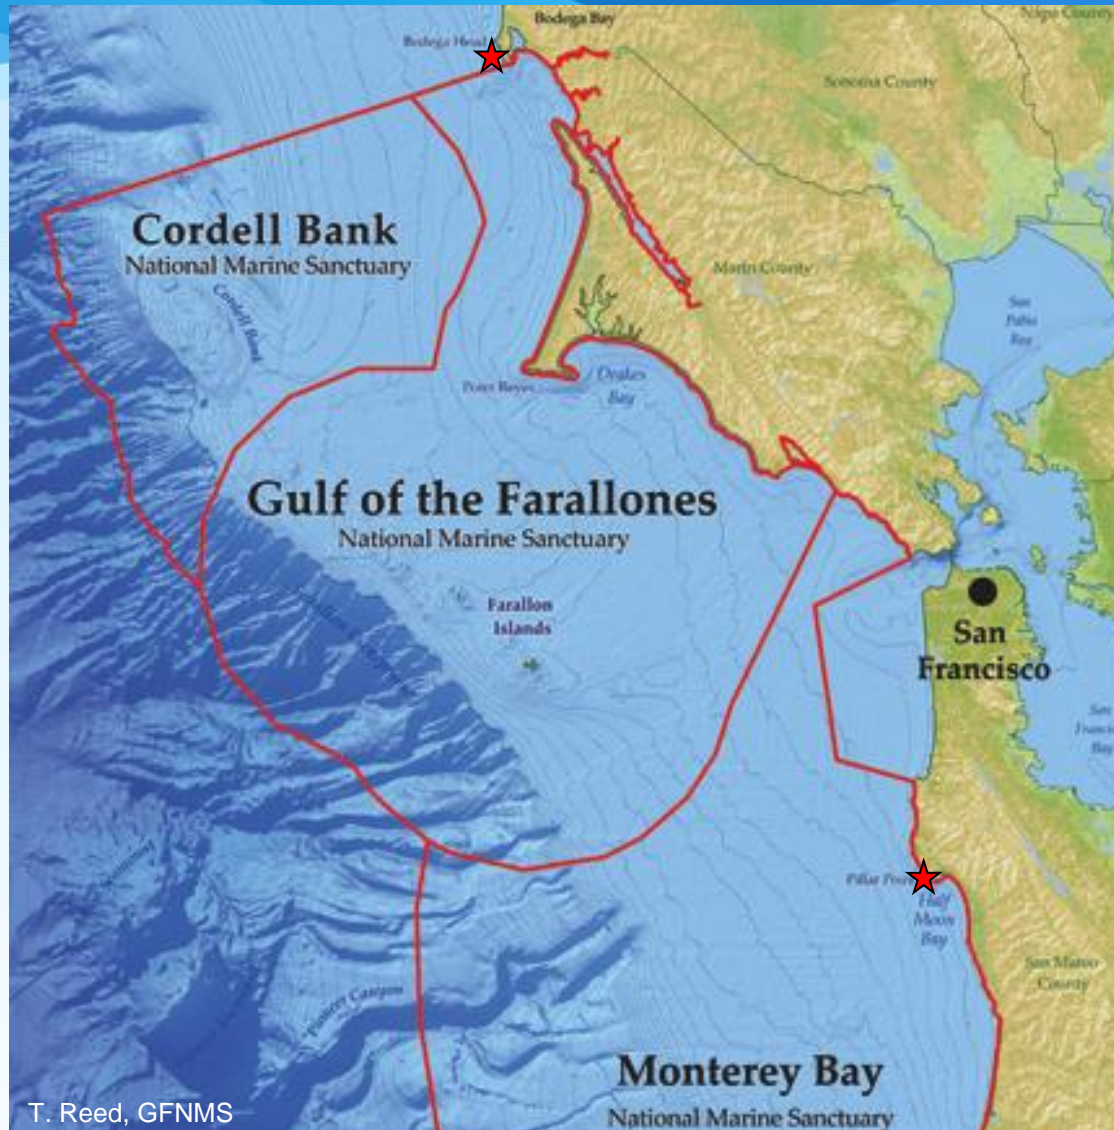 Bodega Bay
Napa County
Bodega Head
Sonoma County
Cordell Bank
National Marine Sanctuary
Cordell Bank
Marin County
San
Pablo
Bay
Point Reyes
Drakes
Bay
Gulf of the Farallones
National Marine Sanctuary
Farallon
Islands
San
Francisco
San
Francisco
Bay
Pillar Point
Half
Moon
Bay
San Mateo
County
Pioneer Canyon
Monterey Bay
National Marine Sanctuary
T. Reed, GFNMS